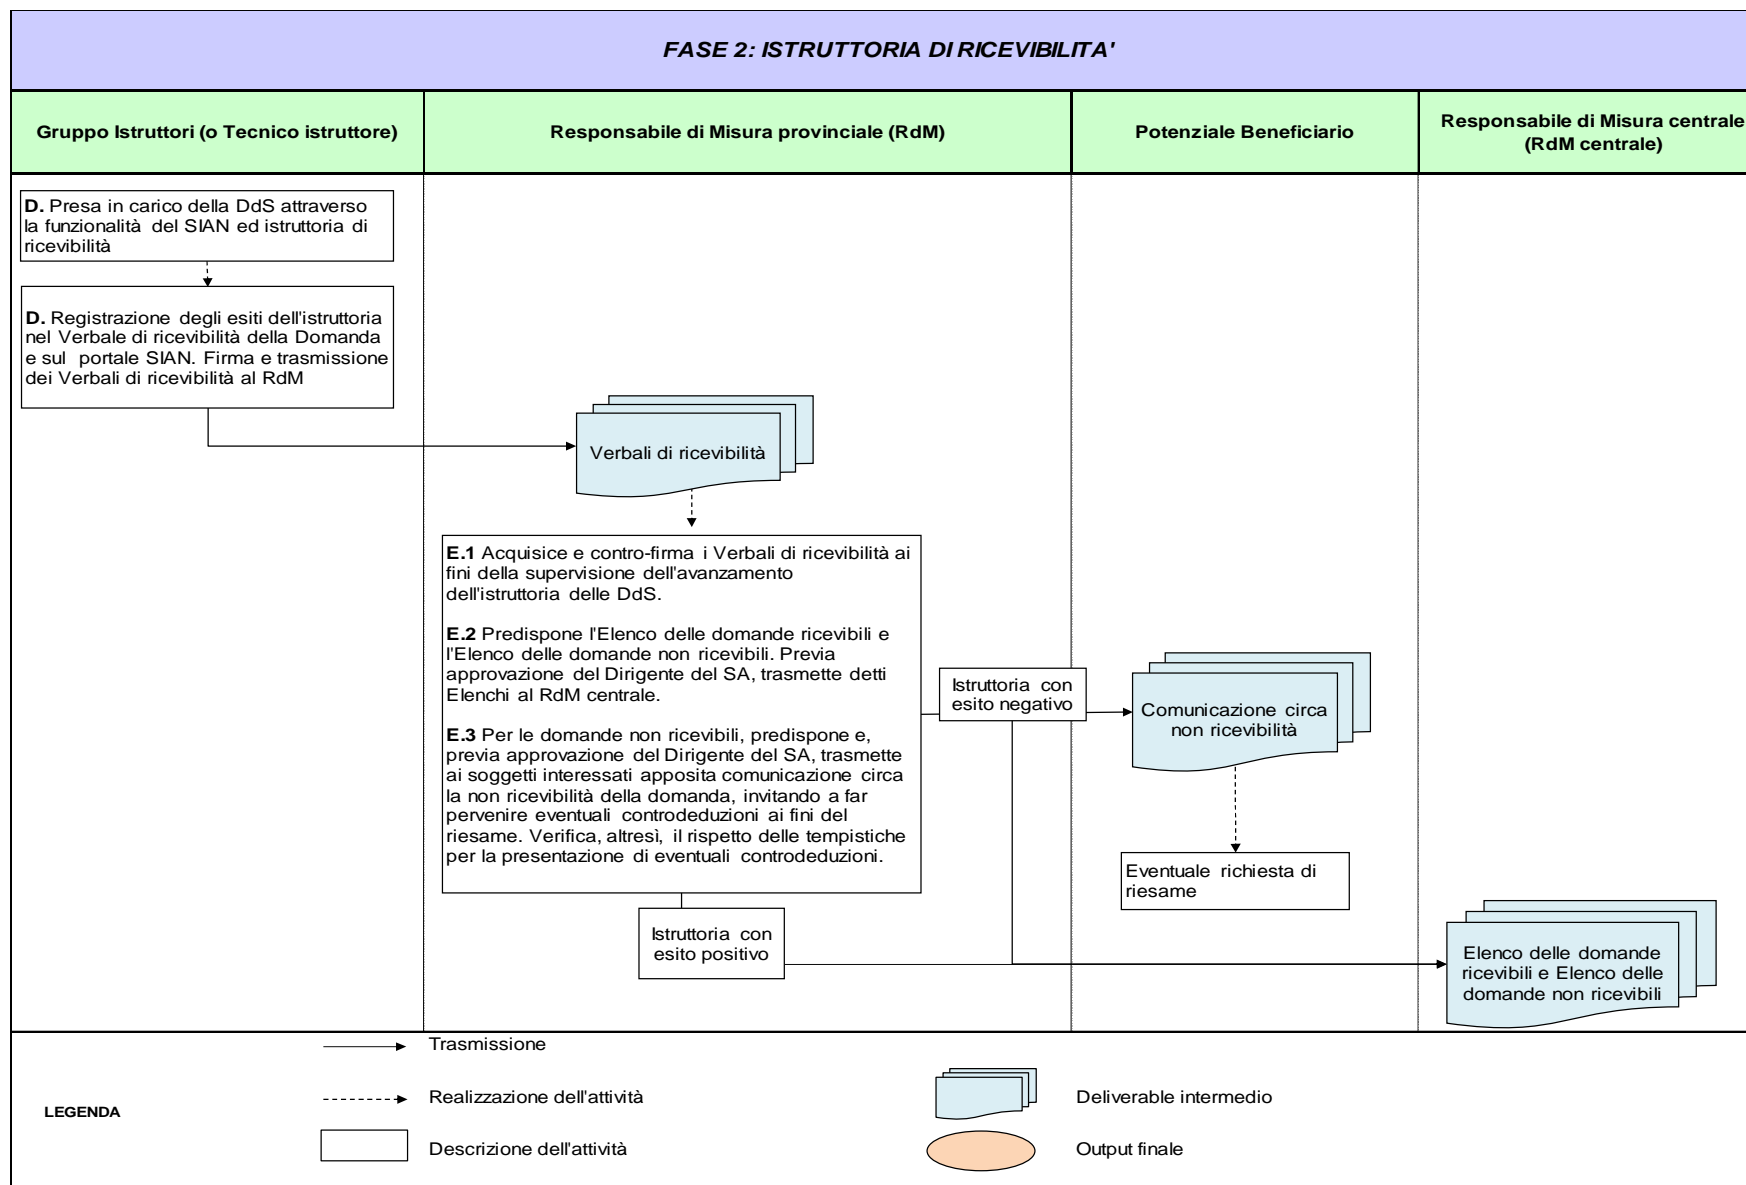 FASE 2: ISTRUTTORIA DI RICEVIBILITA'
Gruppo Istruttori (o Tecnico istruttore)
Responsabile di Misura provinciale (RdM)
Potenziale Beneficiario
Responsabile di Misura centrale
(RdM centrale)
D. Presa in carico della DdS attraverso
la funzionalità del SIAN ed istruttoria di
ricevibilità
D. Registrazione degli esiti dell'istruttoria
nel Verbale di ricevibilità della Domanda
e sul portale SIAN. Firma e trasmissione
dei Verbali di ricevibilità al RdM
Verbali di ricevibilità
E.1 Acquisice e contro-firma i Verbali di ricevibilità ai
fini della supervisione dell'avanzamento
dell'istruttoria delle DdS.
E.2 Predispone l'Elenco delle domande ricevibili e
l'Elenco delle domande non ricevibili. Previa
approvazione del Dirigente del SA, trasmette detti
Elenchi al RdM centrale.
E.3 Per le domande non ricevibili, predispone e,
previa approvazione del Dirigente del SA, trasmette
ai soggetti interessati apposita comunicazione circa
la non ricevibilità della domanda, invitando a far
pervenire eventuali controdeduzioni ai fini del
riesame. Verifica, altresì, il rispetto delle tempistiche
per la presentazione di eventuali controdeduzioni.
Istruttoria con
esito negativo
Comunicazione circa
non ricevibilità
Eventuale richiesta di
riesame
Istruttoria con
esito positivo
Elenco delle domande
ricevibili e Elenco delle
domande non ricevibili
LEGENDA
Trasmissione
Realizzazione dell'attività
Descrizione dell'attività
Deliverable intermedio
Output finale